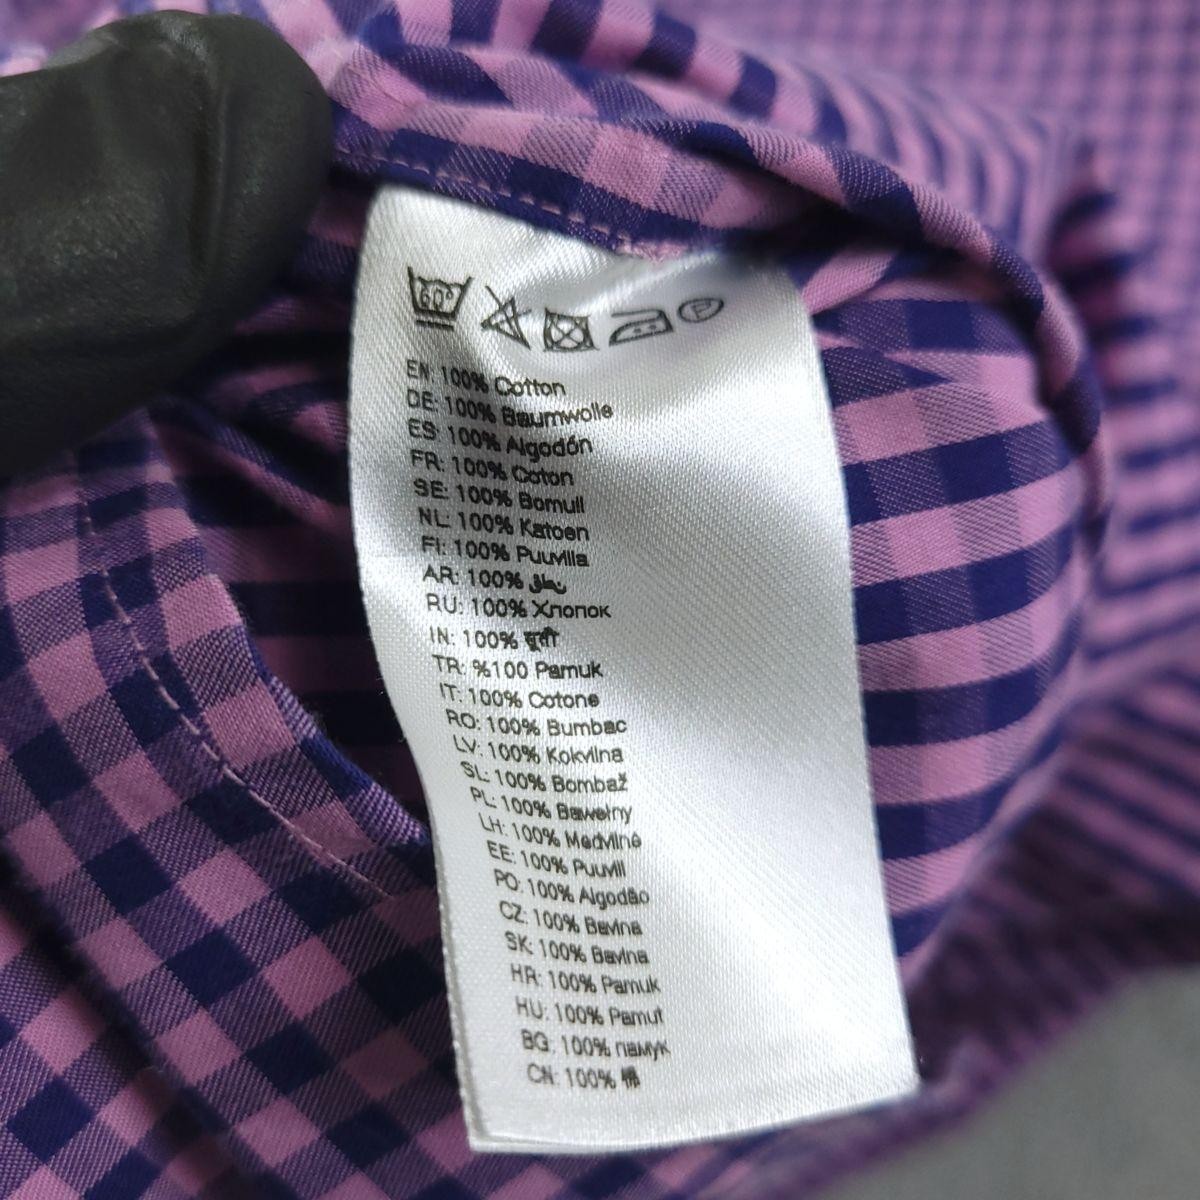 60°
P
EN: 100% Cotton
DE: 100% Baumwolle
ES: 100% Algodón
FR: 100% Coton
SE: 100% Bomull
NL: 100% Katoen
FI: 100% Puuvilla
AR: 100%
RU: 100% Хлопок
IN: 100% सूती
TR: %100 Pamuk
IT: 100% Cotone
RO: 100% Bumbac
LV: 100% Kokvilna
SL: 100% Bombaž
PL: 100% Bawełny
LH: 100% Medvilnė
EE: 100% Puuvill
PO: 100% Algodão
CZ: 100% Bavlna
SK: 100% Bavlna
HR: 100% Pamuk
HU: 100% Pamut
BG: 100% памук
CN: 100% 棉